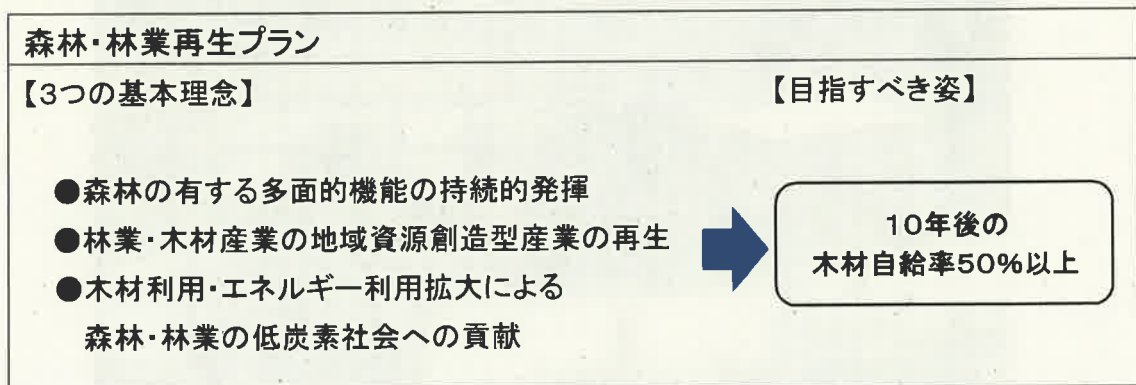 森林・林業再生プラン
【3つの基本理念】
【目指すべき姿】
●森林の有する多面的機能の持続的発揮
●林業・木材産業の地域資源創造型産業の再生
●木材利用・エネルギー利用拡大による
森林・林業の低炭素社会への貢献
10年後の
木材自給率50%以上